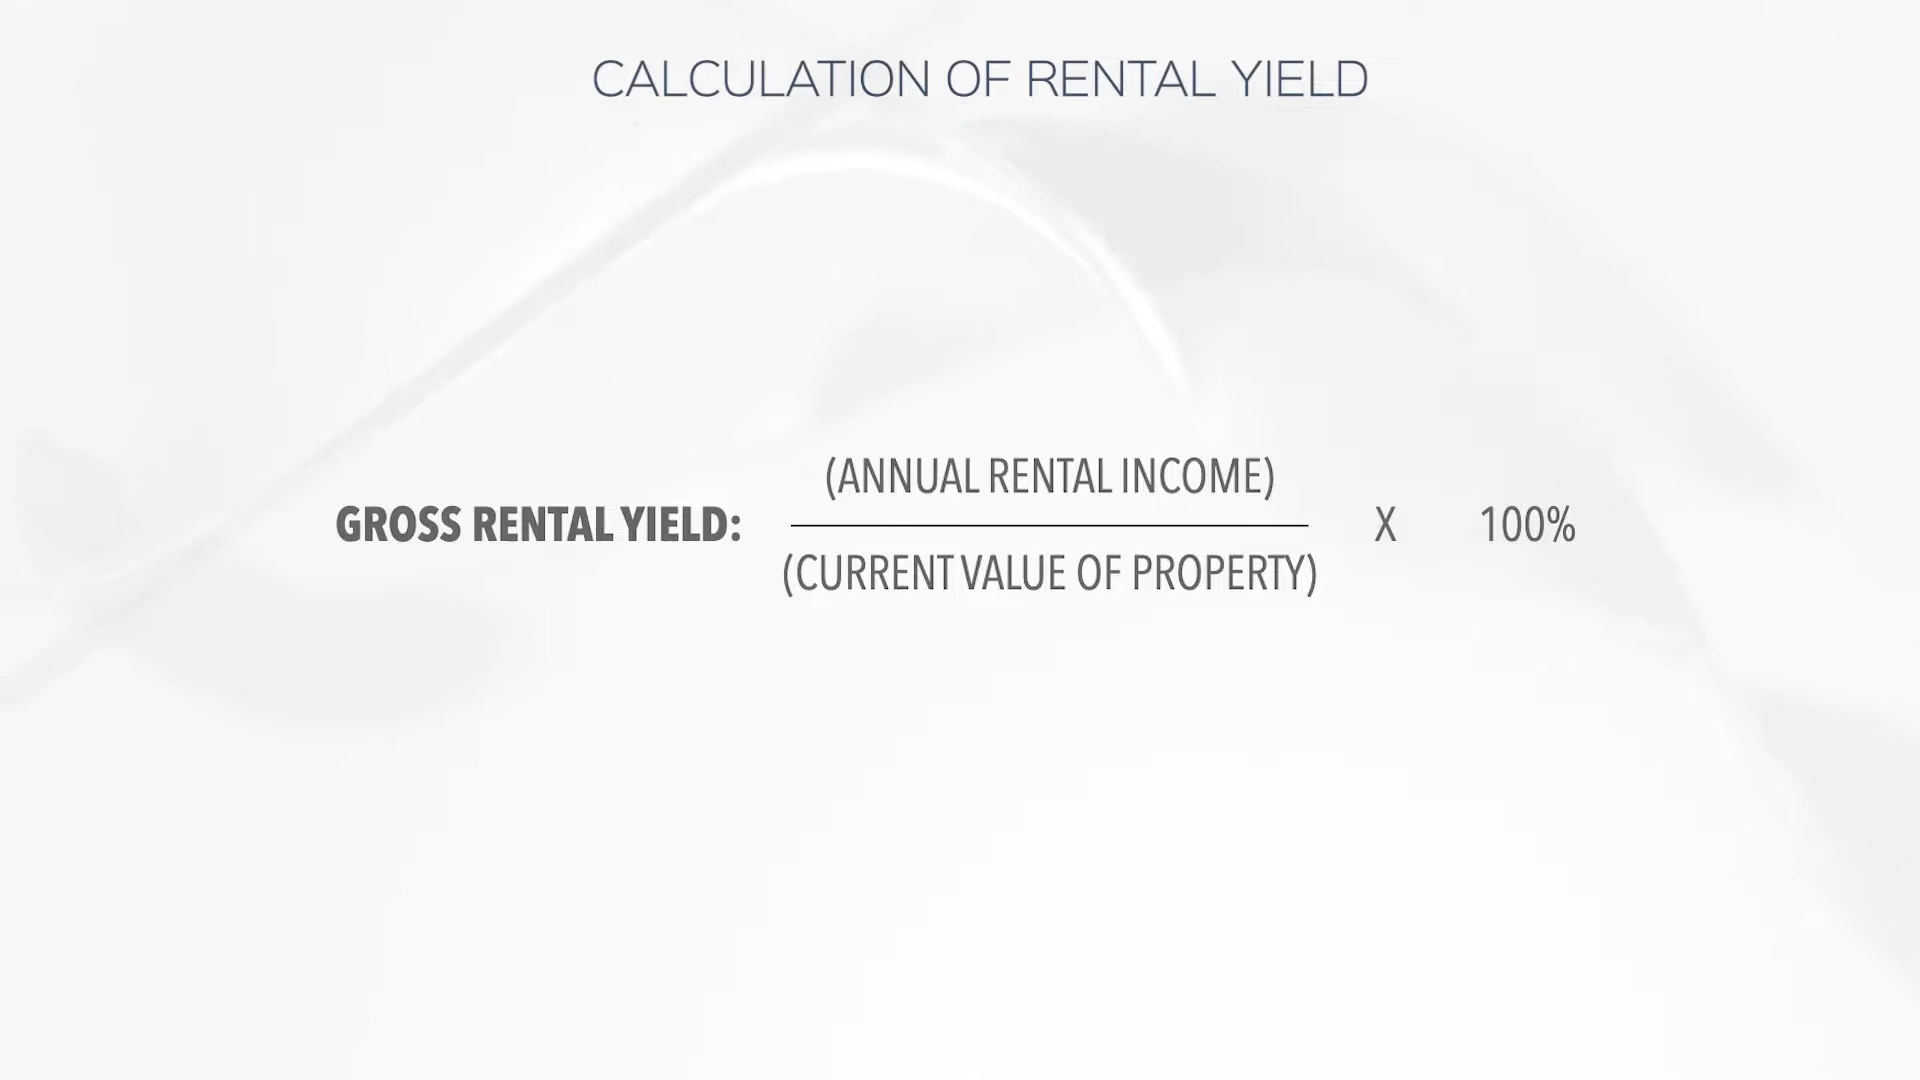 CALCULATION OF RENTAL YIELD
(ANNUAL RENTAL INCOME)
GROSS RENTAL YIELD: X 100%
(CURRENT VALUE OF PROPERTY)